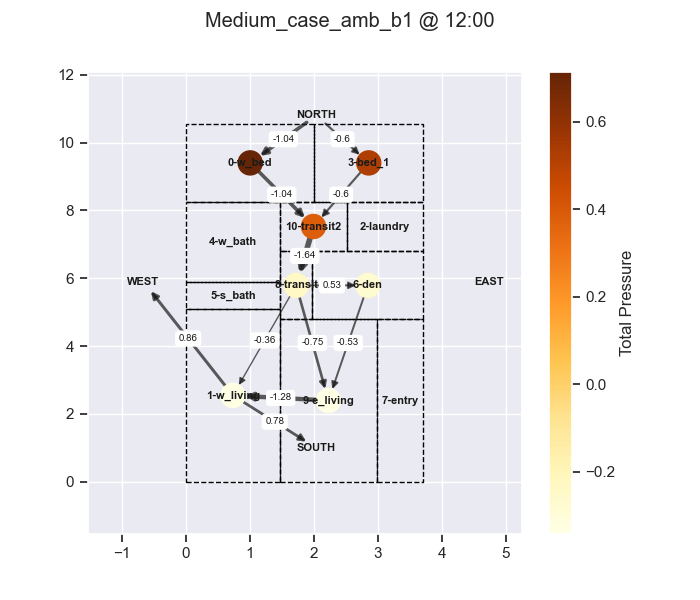 Medium_case_amb_b1 @ 12:00
12
10
8
6
4
2
0
−1
0
1
2
3
4
5
NORTH
-1.04
-0.6
0-w_bed
3-bed_1
-1.04
-0.6
10-transit2
2-laundry
4-w_bath
-1.64
WEST
EAST
8-transit
0.53
6-den
5-s_bath
0.86
-0.36
-0.75
-0.53
1-w_living
-1.28
9-e_living
7-entry
0.78
SOUTH
0.6
0.4
0.2
0.0
−0.2
Total Pressure